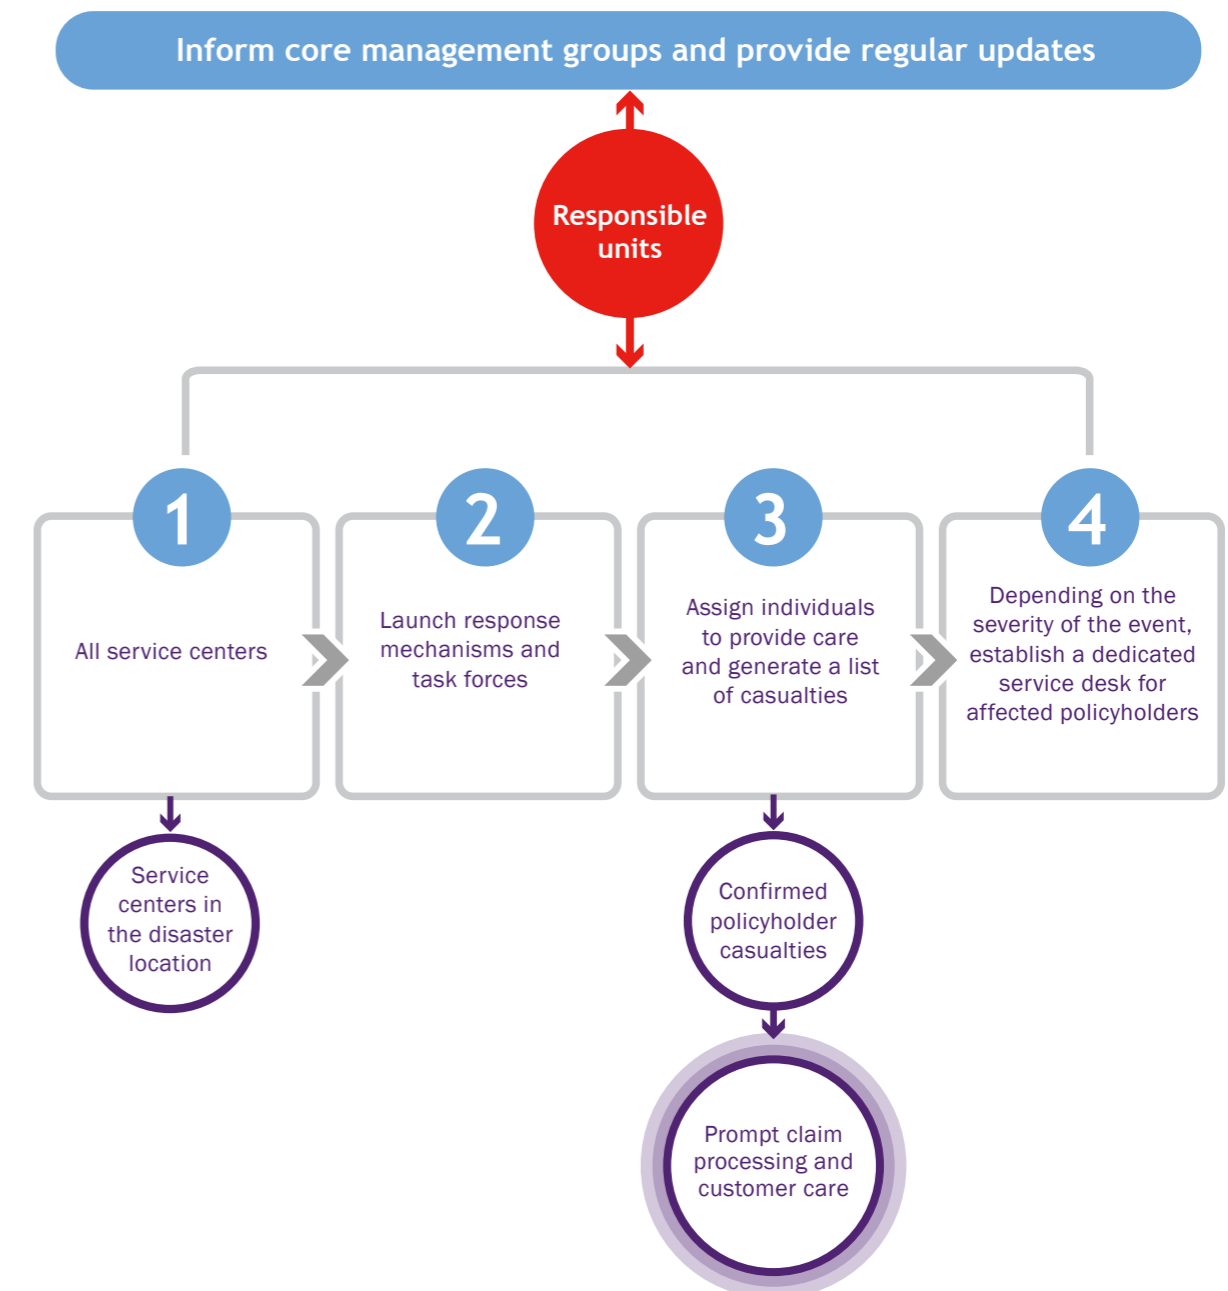 Inform core management groups and provide regular updates
Responsible
units
1
All service centers
2
Launch response
mechanisms and
task forces
3
Assign individuals
to provide care
and generate a list
of casualties
4
Depending on the
severity of the event,
establish a dedicated
service desk for
affected policyholders
Service
centers in
the disaster
location
Confirmed
policyholder
casualties
Prompt claim
processing and
customer care